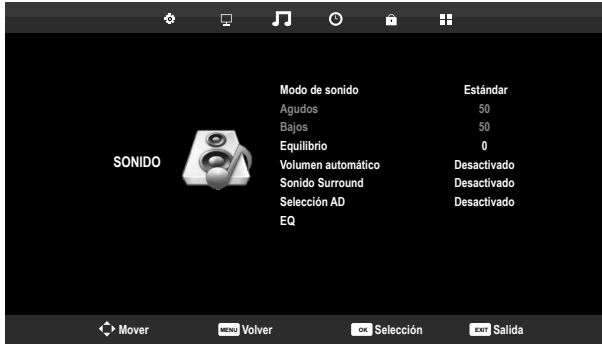 Modo de sonido Estándar
Agudos 50
Bajos 50
Equilibrio 0
SONIDO
Volumen automático Desactivado
Sonido Surround Desactivado
Selección AD Desactivado
EQ
Mover MENU Volver OK Selección EXIT Salida